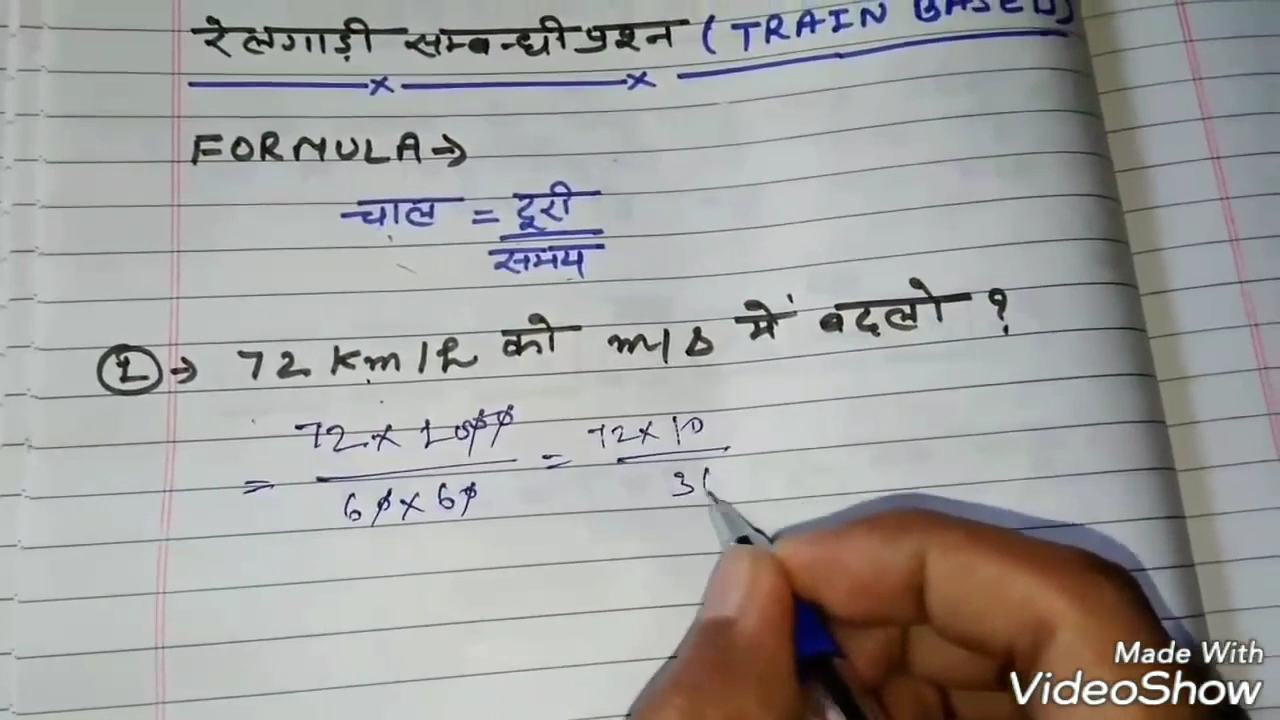 रेलगाड़ी सम्बन्धी प्रश्न (TRAIN BASED)
FORMULA→
चाल = दूरी
समय
1 → 72 km/h को m/s में बदलो ?
= 72 × 1000 = 72 × 10
60 × 60 36
Made With
VideoShow